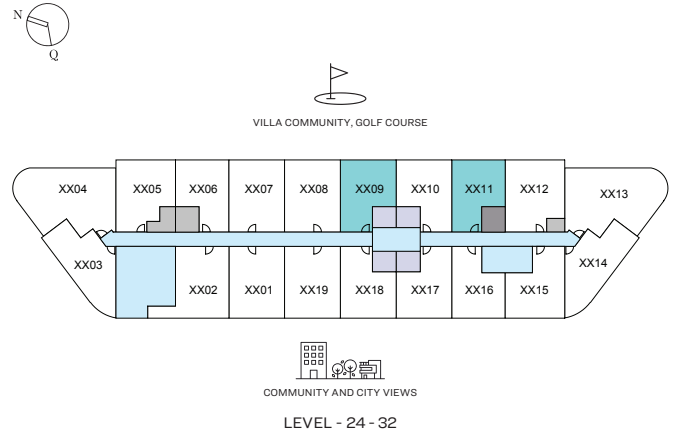 N
Q
VILLA COMMUNITY, GOLF COURSE
XX04 XX05 XX06 XX07 XX08 XX09 XX10 XX11 XX12 XX13
XX03 XX14
XX02 XX01 XX19 XX18 XX17 XX16 XX15
COMMUNITY AND CITY VIEWS
LEVEL - 24 - 32